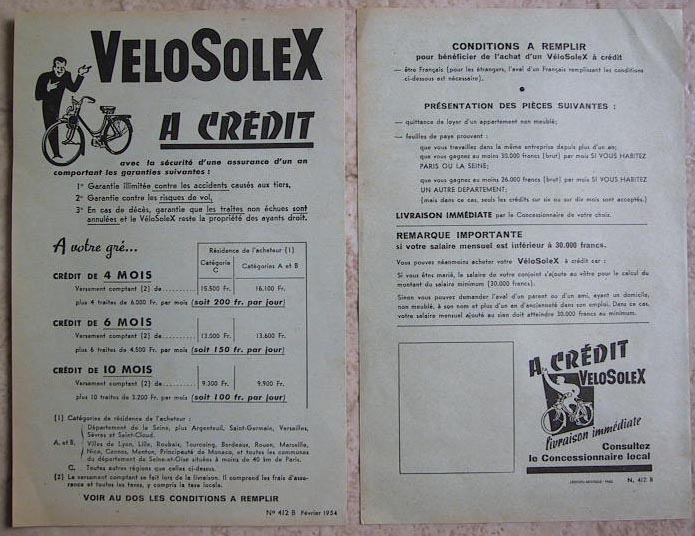 VELOSOLEX
A CRÉDIT
avec la sécurité d'une assurance d'un an
comportant les garanties suivantes :
1° Garantie illimitée contre les accidents causés aux tiers,
2° Garantie contre les risques de vol,
3° En cas de décès, garantie que les traites non échues sont
annulées et le VéloSoleX reste la propriété des ayants droit.
A votre gré...
Résidence de l'acheteur (1)
Catégorie C
Catégories A et B
CRÉDIT DE 4 MOIS
Versement comptant (2) de ........ 15.500 fr. 16.100 Fr.
plus 4 traites de 6.000 Fr. par mois (soit 200 fr. par jour)
CRÉDIT DE 6 MOIS
Versement comptant (2) de ........ 13.000 Fr. 13.600 Fr.
plus 6 traites de 4.500 Fr. par mois (soit 150 fr. par jour)
CRÉDIT DE 10 MOIS
Versement comptant (2) de ........ 9.300 Fr. 9.900 Fr.
plus 10 traites de 3.200 Fr. par mois (soit 100 fr. par jour)
(1) Catégories de résidence de l'acheteur :
Département de la Seine, plus Argenteuil, Saint-Germain, Versailles,
Sèvres et Saint-Cloud.
A. et B. Villes de Lyon, Lille, Roubaix, Tourcoing, Bordeaux, Rouen, Marseille,
Nice, Cannes, Menton, Principauté de Monaco, et toutes les communes
du département de Seine-et-Oise situées à moins de 40 km de Paris.
C. Toutes autres régions que celles ci-dessus.
(2) Le versement comptant se fait lors de la livraison. Il comprend les frais d'assu-
rance et toutes les taxes, y compris la taxe locale.
VOIR AU DOS LES CONDITIONS A REMPLIR
N° 412 B Février 1954
CONDITIONS A REMPLIR
pour bénéficier de l'achat d'un VéloSoleX à crédit
— être Français (pour les étrangers, l'aval d'un Français remplissant les conditions
ci-dessous est nécessaire).
PRÉSENTATION DES PIÈCES SUIVANTES :
— quittance de loyer d'un appartement non meublé;
— feuilles de paye prouvant :
que vous travaillez dans la même entreprise depuis plus d'un an;
que vous gagnez au moins 30.000 francs (brut) par mois SI VOUS HABITEZ
PARIS OU LA SEINE;
que vous gagnez au moins 26.000 francs (brut) par mois SI VOUS HABITEZ
UN AUTRE DEPARTEMENT;
(mais dans ce cas, seuls les crédits sur six ou sur dix mois sont acceptés.)
LIVRAISON IMMÉDIATE par le Concessionnaire de votre choix.
REMARQUE IMPORTANTE
si votre salaire mensuel est inférieur à 30.000 francs.
Vous pouvez néanmoins acheter votre VéloSoleX à crédit car :
Si vous êtes marié, le salaire de votre conjoint s'ajoute au vôtre pour le calcul du
montant du salaire minimum (30.000 francs).
Sinon vous pouvez demander l'aval d'un parent ou d'un ami, ayant un domicile,
non meublé, à son nom et plus d'un an d'ancienneté dans son emploi. Dans ce cas,
votre salaire mensuel ajouté au sien doit atteindre 30.000 francs au minimum.
A CRÉDIT
VELOSOLEX
livraison immédiate
Consultez
le Concessionnaire local
N. 412 B